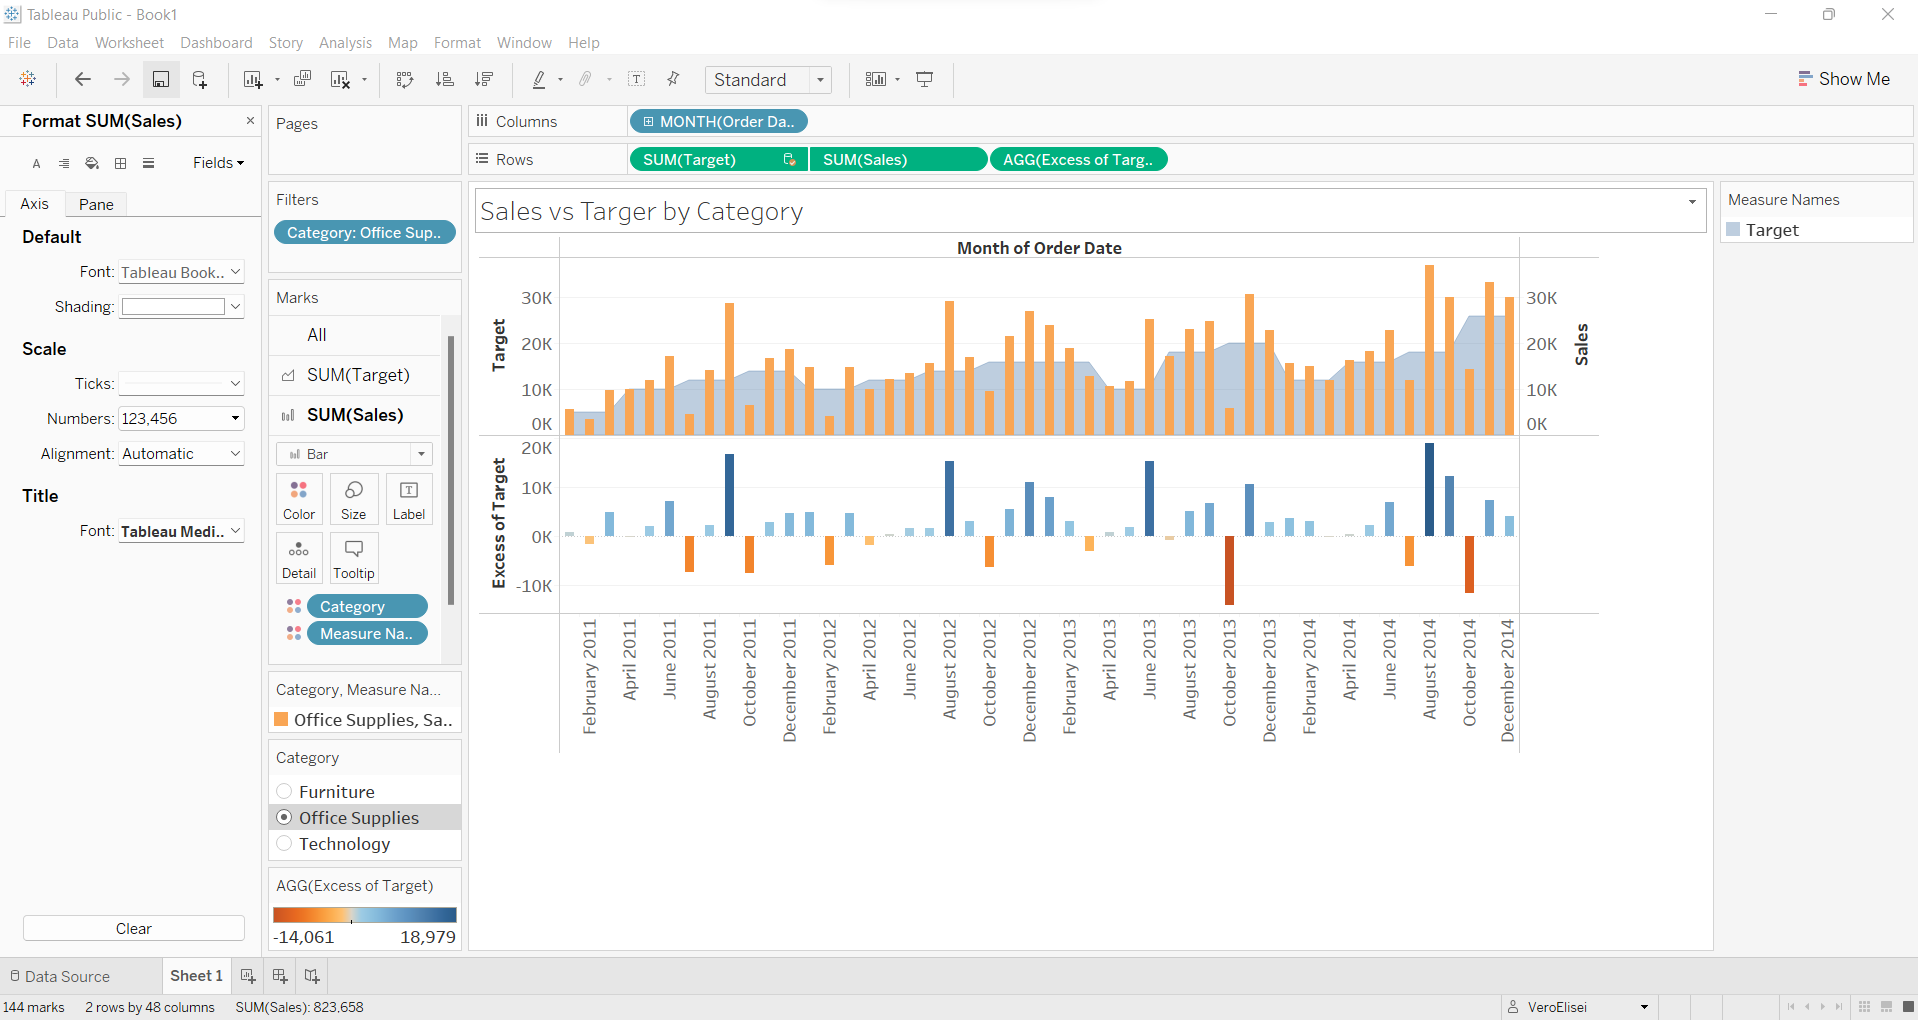 Tableau Public - Book1
File Data Worksheet Dashboard Story Analysis Map Format Window Help
Standard
Show Me
Format SUM(Sales)
Fields
Axis Pane
Default
Font: Tableau Book..
Shading:
Scale
Ticks:
Numbers: 123,456
Alignment: Automatic
Title
Font: Tableau Medi..
Clear
Pages
Filters
Category: Office Sup..
Marks
All
SUM(Target)
SUM(Sales)
Bar
Color Size Label
Detail Tooltip
Category
Measure Na..
Category, Measure Na...
Office Supplies, Sa..
Category
Furniture
Office Supplies
Technology
AGG(Excess of Target)
-14,061 18,979
Columns MONTH(Order Da..
Rows SUM(Target) SUM(Sales) AGG(Excess of Targ..
Sales vs Targer by Category
Month of Order Date
Target
30K
20K
10K
0K
30K
20K
10K
0K
Sales
Excess of Target
20K
10K
0K
-10K
February 2011
April 2011
June 2011
August 2011
October 2011
December 2011
February 2012
April 2012
June 2012
August 2012
October 2012
December 2012
February 2013
April 2013
June 2013
August 2013
October 2013
December 2013
February 2014
April 2014
June 2014
August 2014
October 2014
December 2014
Measure Names
Target
Data Source Sheet 1
144 marks 2 rows by 48 columns SUM(Sales): 823,658
VeroElisei